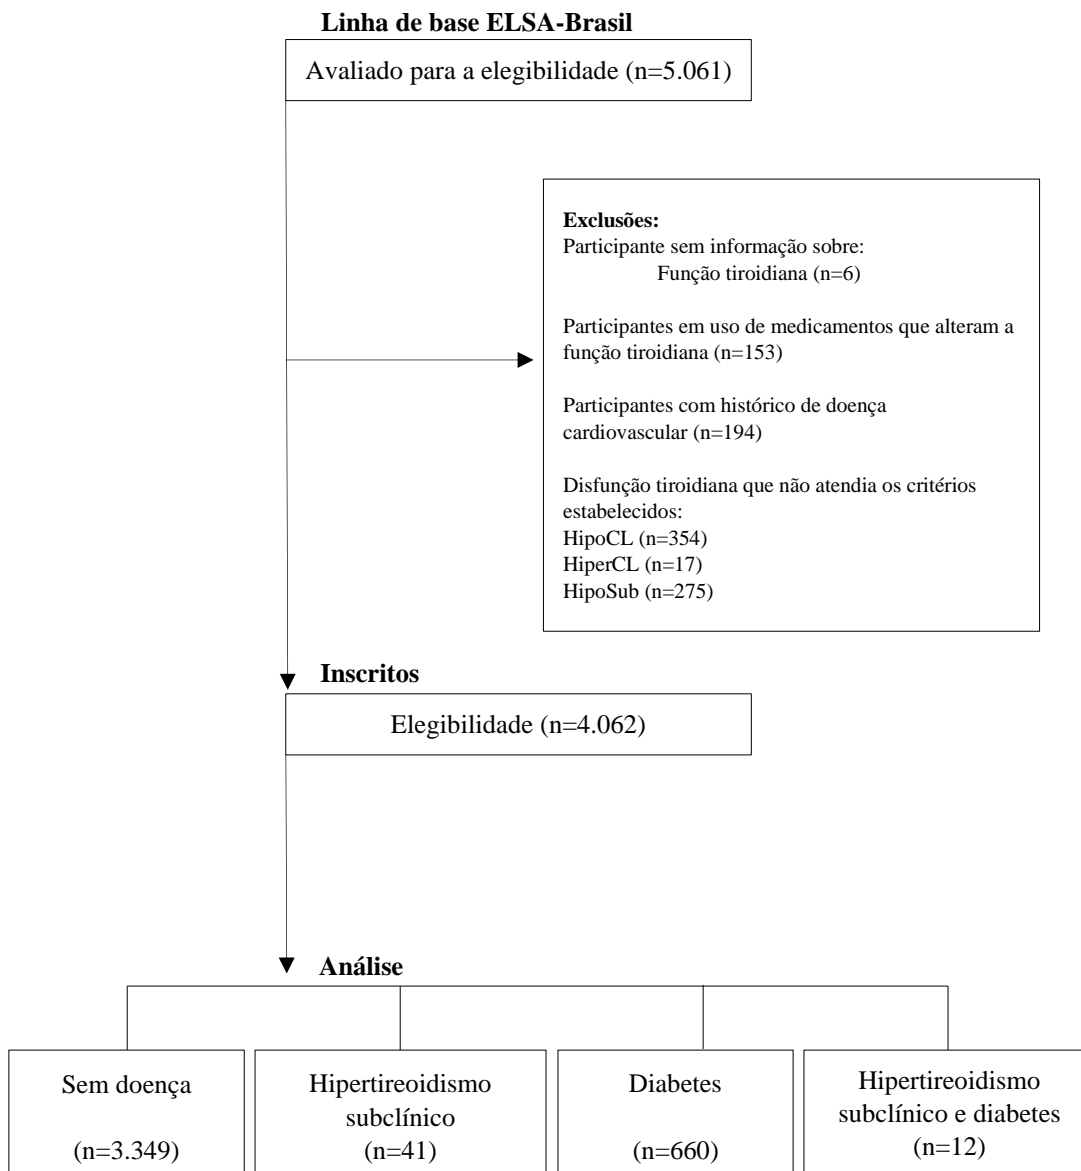 Linha de base ELSA-Brasil
Avaliado para a elegibilidade (n=5.061)
Exclusões:
Participante sem informação sobre:
Função tiroidiana (n=6)
Participantes em uso de medicamentos que alteram a
função tiroidiana (n=153)
Participantes com histórico de doença
cardiovascular (n=194)
Disfunção tiroidiana que não atendia os critérios
estabelecidos:
HipoCL (n=354)
HiperCL (n=17)
HipoSub (n=275)
Inscritos
Elegibilidade (n=4.062)
Análise
Sem doença
(n=3.349)
Hipertireoidismo
subclínico
(n=41)
Diabetes
(n=660)
Hipertireoidismo
subclínico e diabetes
(n=12)